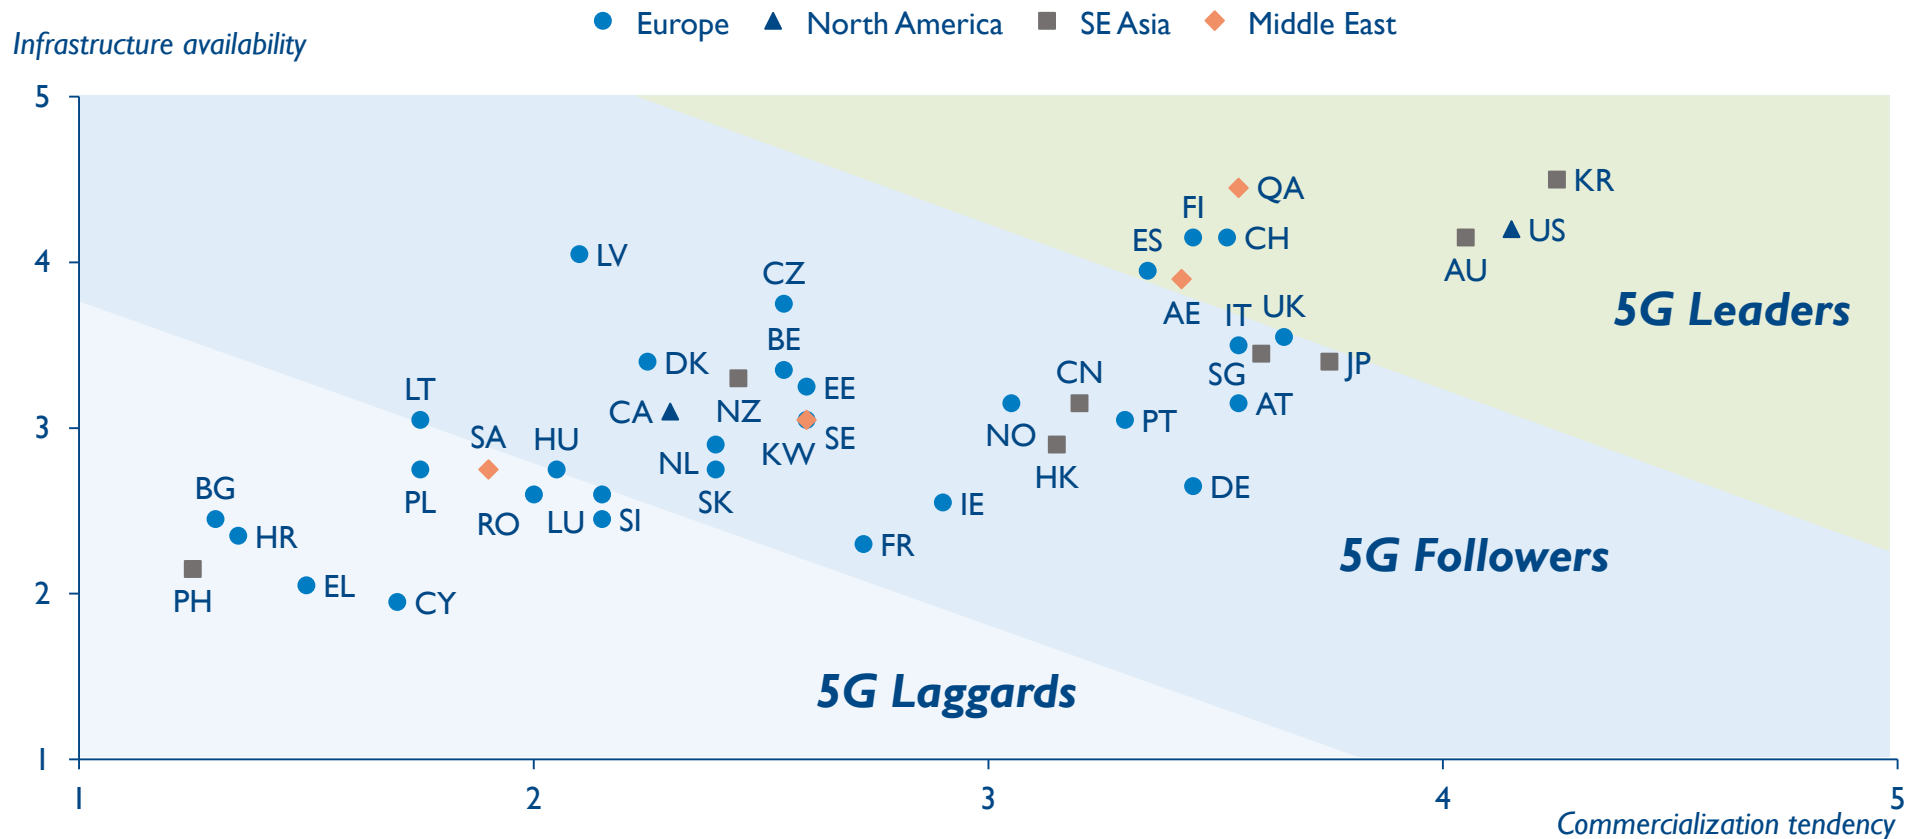 Europe North America SE Asia Middle East
Infrastructure availability
5
KR
QA
FI
US
ES
CH
LV
4
CZ
AU
5G Leaders
AE
IT
UK
BE
DK
JP
CN
SG
LT
EE
CA
NZ
AT
PT
3
SA
HU
SE
NO
KW
NL
HK
BG
PL
SK
DE
IE
RO
LU
SI
HR
FR
5G Followers
2
EL
PH
CY
5G Laggards
1
1
2
3
4
5
Commercialization tendency